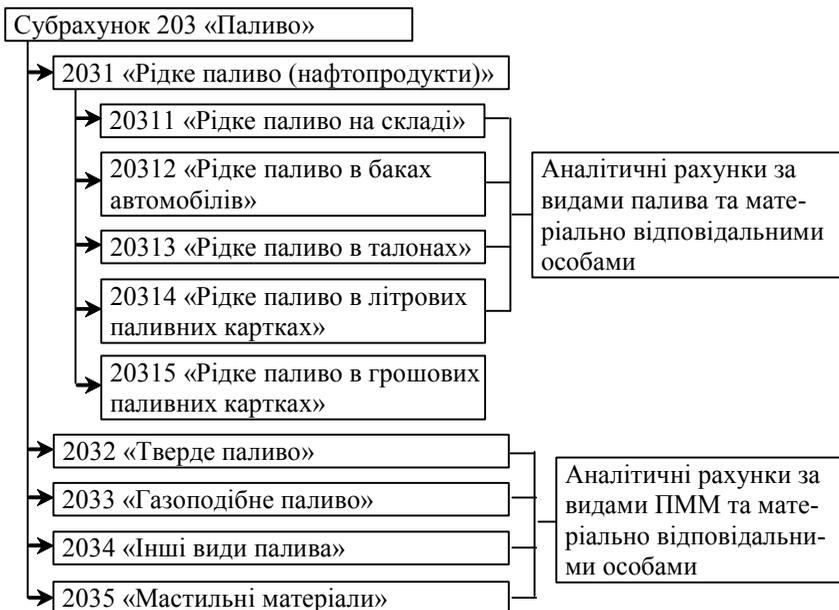 Субрахунок 203 «Паливо»
2031 «Рідке паливо (нафтопродукти)»
20311 «Рідке паливо на складі»
20312 «Рідке паливо в баках
автомобілів»
20313 «Рідке паливо в талонах»
20314 «Рідке паливо в літрових
паливних картках»
20315 «Рідке паливо в грошових
паливних картках»
Аналітичні рахунки за
видами палива та мате-
ріально відповідальними
особами
2032 «Тверде паливо»
2033 «Газоподібне паливо»
2034 «Інші види палива»
2035 «Мастильні матеріали»
Аналітичні рахунки за
видами ПММ та мате-
ріально відповідальни-
ми особами